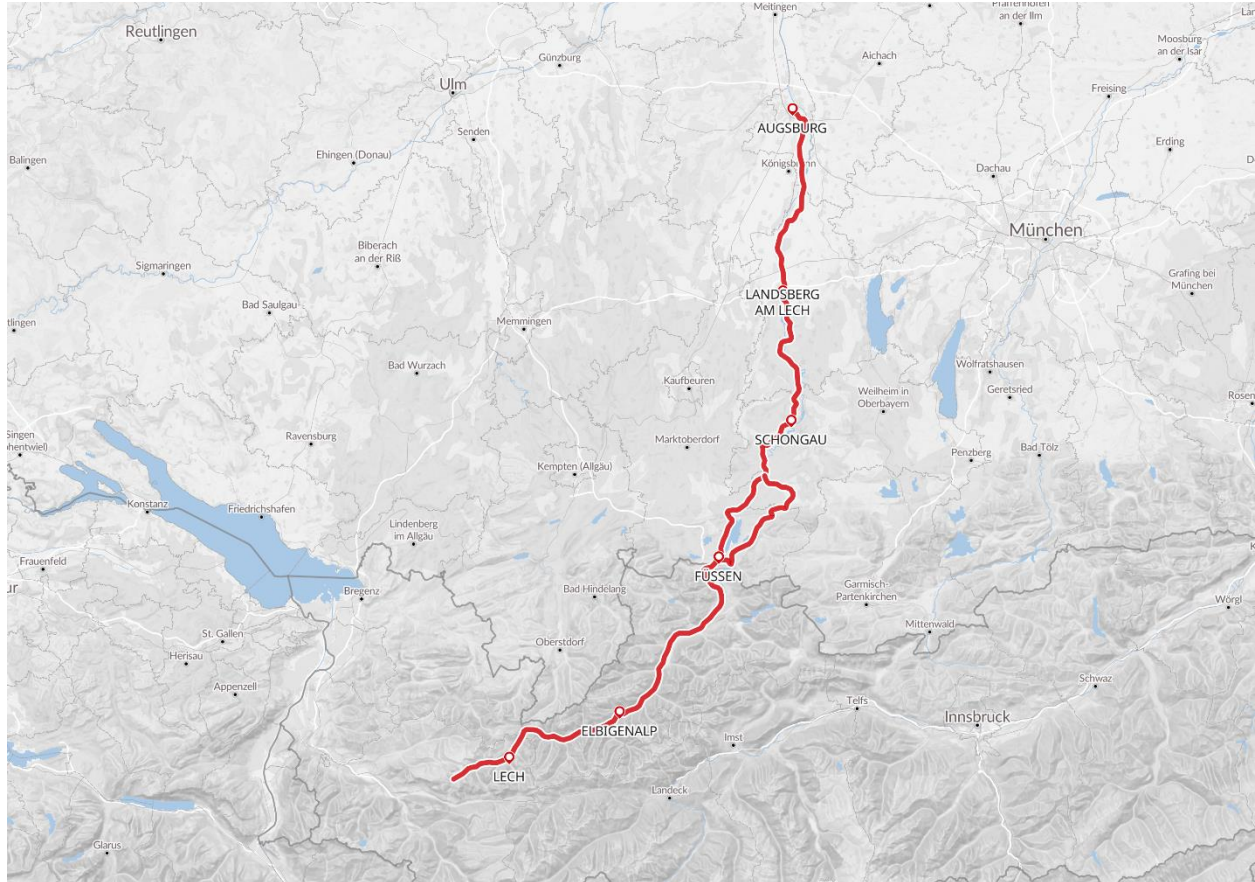 Meitingen
Pfaffenhofen
an der Ilm
Reutlingen
Moosburg
an der Isar
Günzburg
Aichach
Ulm
Freising
AUGSBURG
Senden
Erding
Balingen
Ehingen (Donau)
Königsbrunn
Dachau
München
Biberach
an der Riß
Sigmaringen
Grafing bei
München
LANDSBERG
AM LECH
Bad Saulgau
Memmingen
Bad Wurzach
Wolfratshausen
Kaufbeuren
Weilheim in
Oberbayern
Geretsried
Ravensburg
Marktoberdorf
SCHONGAU
Bad Tölz
Singen
Penzberg
Kempten (Allgäu)
Konstanz
Friedrichshafen
Lindenberg
im Allgäu
Frauenfeld
FÜSSEN
Garmisch-
Partenkirchen
Bregenz
Bad Hindelang
Wörgl
St. Gallen
Mittenwald
Oberstdorf
Herisau
Schwaz
Appenzell
Telfs
Innsbruck
ELBIGENALP
Imst
LECH
Landeck
Glarus